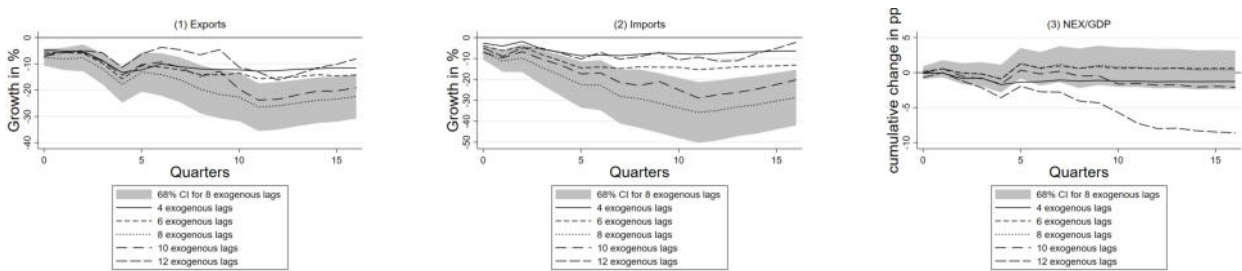 (1) Exports
Growth in %
0
-10
-20
-30
-40
0
5
10
15
Quarters
68% CI for 8 exogenous lags
4 exogenous lags
6 exogenous lags
8 exogenous lags
10 exogenous lags
12 exogenous lags
(2) Imports
Growth in %
0
-10
-20
-30
-40
-50
0
5
10
15
Quarters
68% CI for 8 exogenous lags
4 exogenous lags
6 exogenous lags
8 exogenous lags
10 exogenous lags
12 exogenous lags
(3) NEX/GDP
cumulative change in pp
5
0
-5
-10
0
5
10
15
Quarters
68% CI for 8 exogenous lags
4 exogenous lags
6 exogenous lags
8 exogenous lags
10 exogenous lags
12 exogenous lags